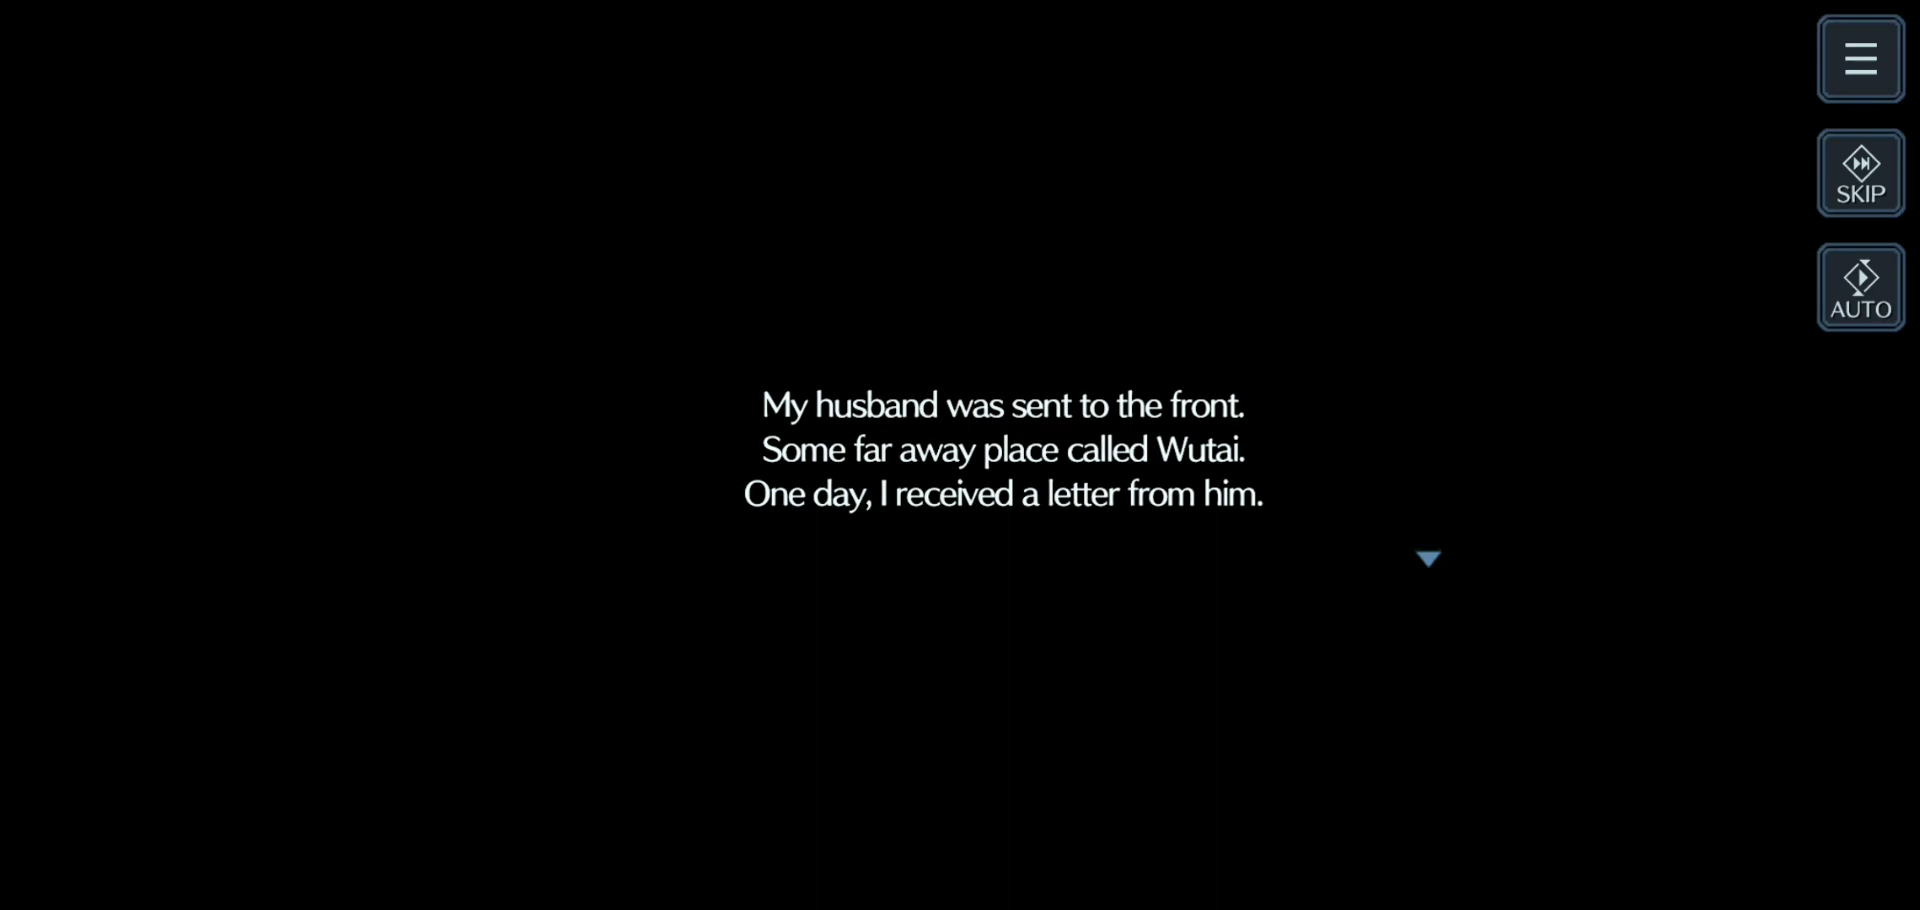 SKIP
AUTO
My husband was sent to the front.
Some far away place called Wutai.
One day, I received a letter from him.